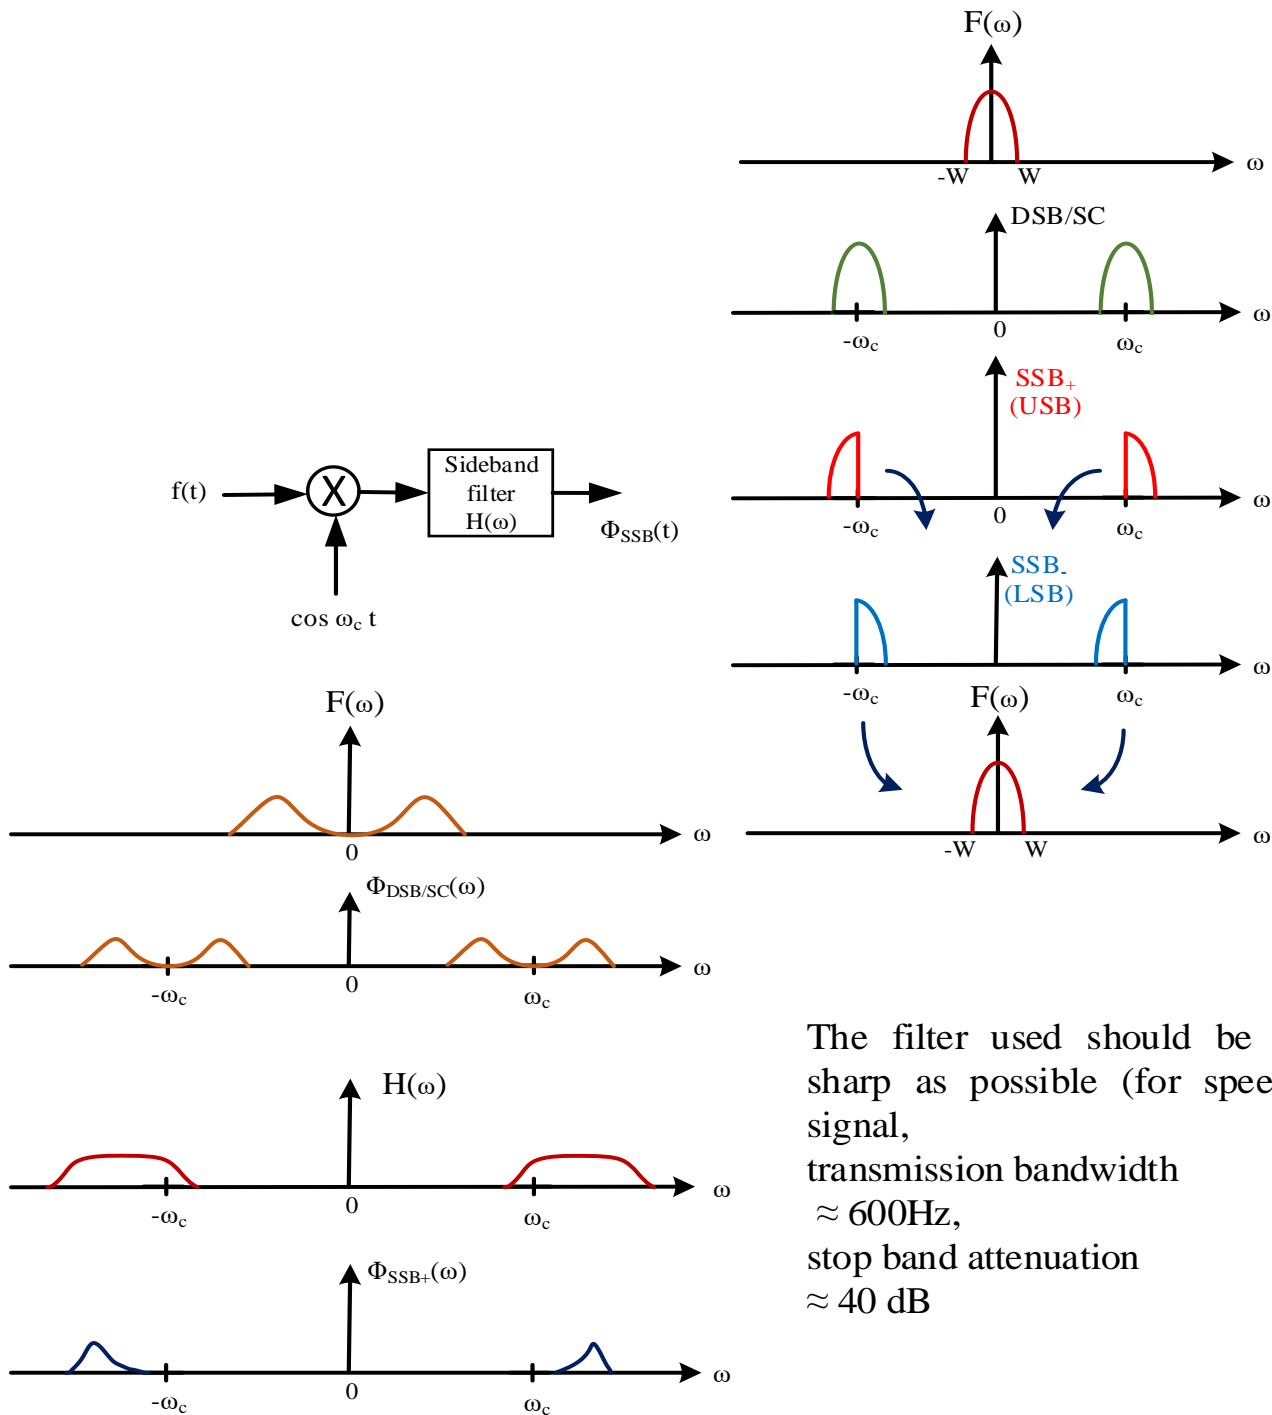 F(ω)
ω
-W W
DSB/SC
ω
-ωc 0 ωc
SSB+
(USB)
ω
-ωc 0 ωc
SSB-
(LSB)
ω
-ωc ωc
F(ω)
ω
-W W
f(t)
X
Sideband
filter
H(ω)
ΦSSB(t)
cos ωc t
F(ω)
ω
0
ΦDSB/SC(ω)
ω
-ωc 0 ωc
H(ω)
ω
-ωc 0 ωc
ΦSSB+(ω)
ω
-ωc 0 ωc
The filter used should be
sharp as possible (for spee
signal,
transmission bandwidth
≈ 600Hz,
stop band attenuation
≈ 40 dB